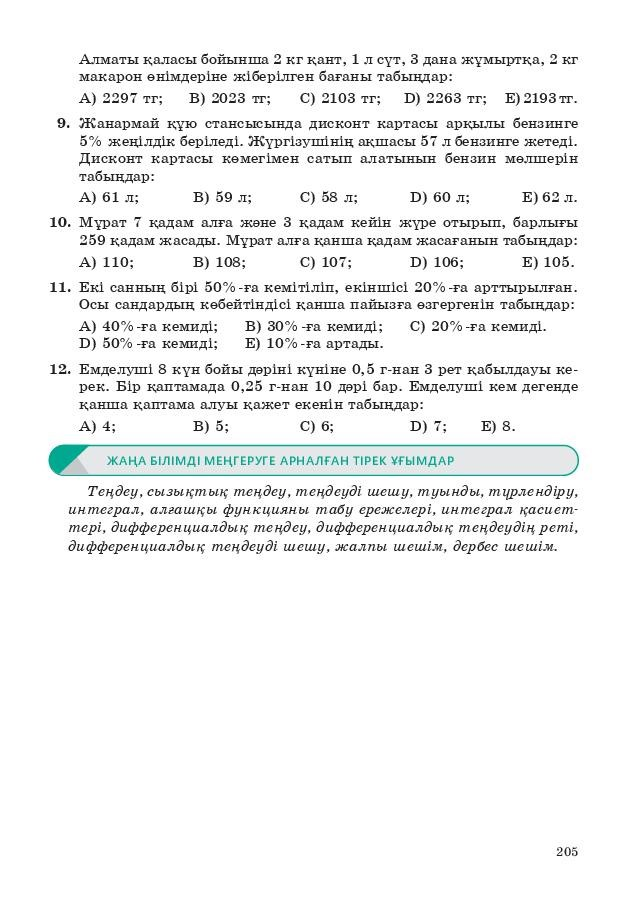 Алматы қаласы бойынша 2 кг қант, 1 л сүт, 3 дана жұмыртқа, 2 кг
макарон өнімдеріне жіберілген бағаны табыңдар:
A) 2297 тг; B) 2023 тг; C) 2103 тг; D) 2263 тг; E) 2193 тг.
9. Жанармай құю стансысында дисконт картасы арқылы бензинге
5% жеңілдік беріледі. Жүргізушінің ақшасы 57 л бензинге жетеді.
Дисконт картасы көмегімен сатып алатынын бензин мөлшерін
табыңдар:
A) 61 л; B) 59 л; C) 58 л; D) 60 л; E) 62 л.
10. Мұрат 7 қадам алға және 3 қадам кейін жүре отырып, барлығы
259 қадам жасады. Мұрат алға қанша қадам жасағанын табыңдар:
A) 110; B) 108; C) 107; D) 106; E) 105.
11. Екі санның бірі 50%-ға кемітіліп, екіншісі 20%-ға арттырылған.
Осы сандардың көбейтіндісі қанша пайызға өзгергенін табыңдар:
A) 40%-ға кемиді; B) 30%-ға кемиді; C) 20%-ға кемиді.
D) 50%-ға кемиді; E) 10%-ға артады.
12. Емделуші 8 күн бойы дәріні күніне 0,5 г-нан 3 рет қабылдауы ке-
рек. Бір қаптамада 0,25 г-нан 10 дәрі бар. Емделуші кем дегенде
қанша қаптама алуы қажет екенін табыңдар:
A) 4; B) 5; C) 6; D) 7; E) 8.
ЖАҢА БІЛІМДІ МЕҢГЕРУГЕ АРНАЛҒАН ТІРЕК ҰҒЫМДАР
Теңдеу, сызықтық теңдеу, теңдеуді шешу, туынды, түрлендіру,
интеграл, алғашқы функцияны табу ережелері, интеграл қасиет-
тері, дифференциалдық теңдеу, дифференциалдық теңдеудің реті,
дифференциалдық теңдеуді шешу, жалпы шешім, дербес шешім.
205